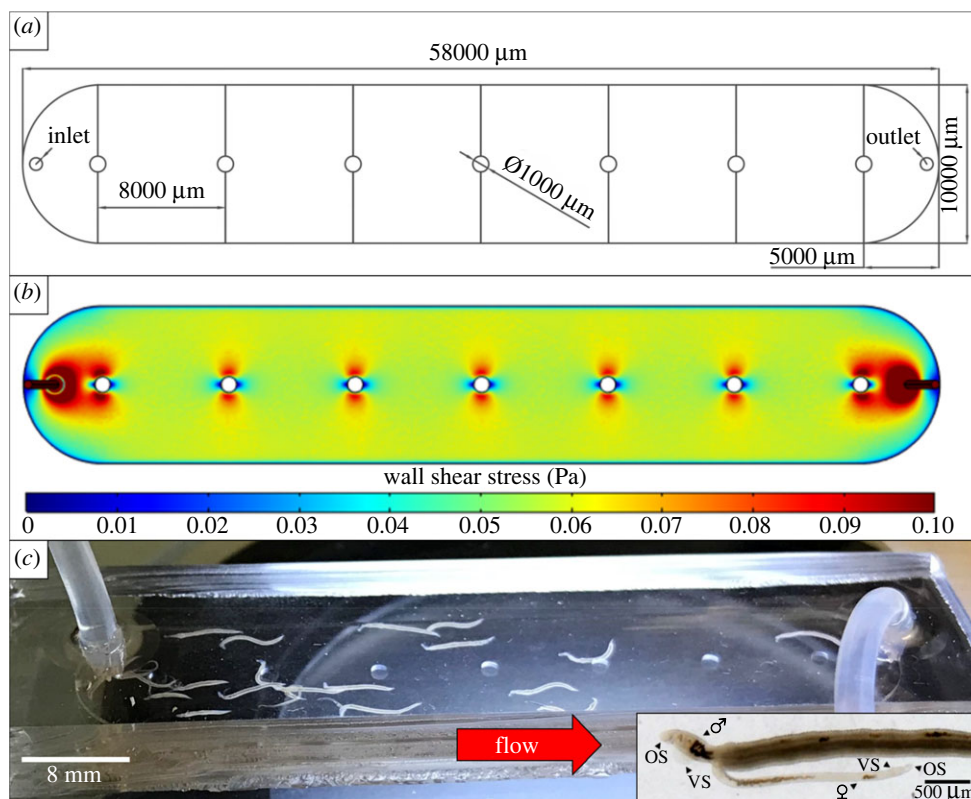 (a)
58000 µm
inlet
outlet
8000 µm
Ø1000 µm
10000 µm
5000 µm
(b)
wall shear stress (Pa)
0 0.01 0.02 0.03 0.04 0.05 0.06 0.07 0.08 0.09 0.10
(c)
flow
8 mm
♂
OS
VS
VS
OS
♀
500 µm